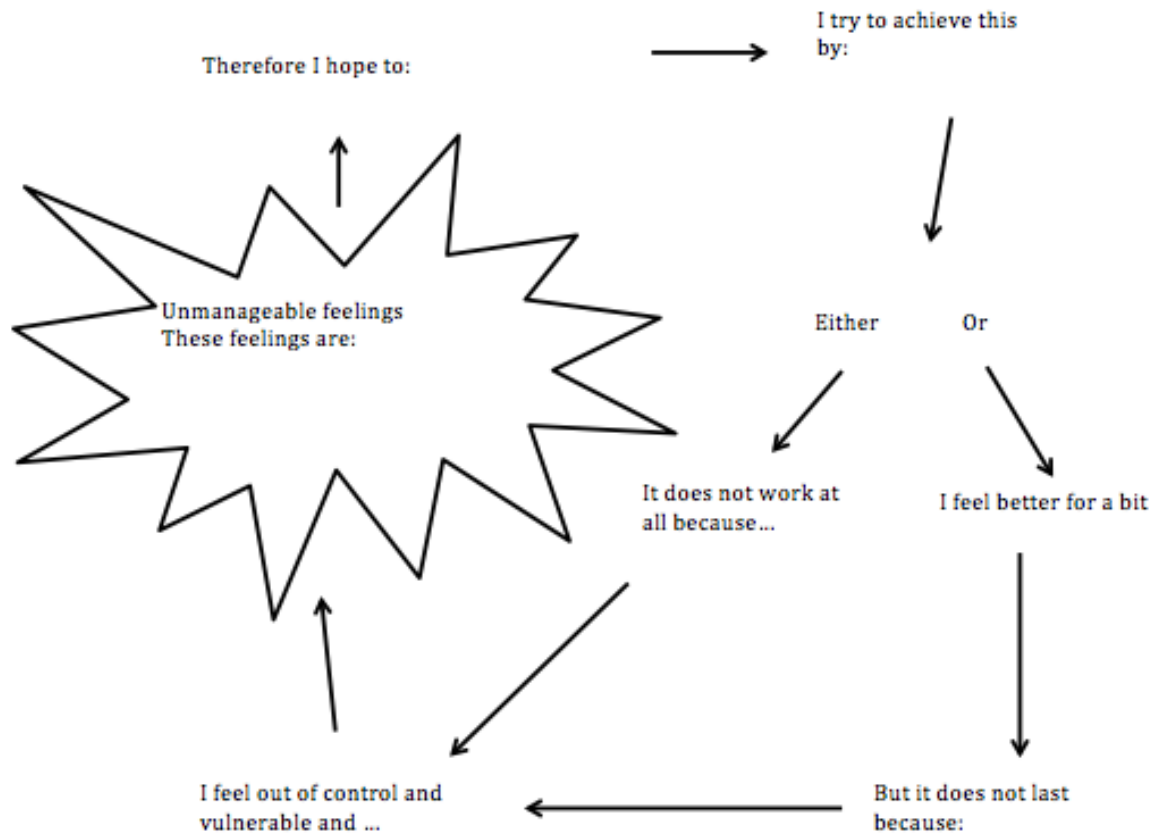 I try to achieve this
by:
Therefore I hope to:
Unmanageable feelings
These feelings are:
Either
Or
It does not work at
all because...
I feel better for a bit
I feel out of control and
vulnerable and ...
But it does not last
because: